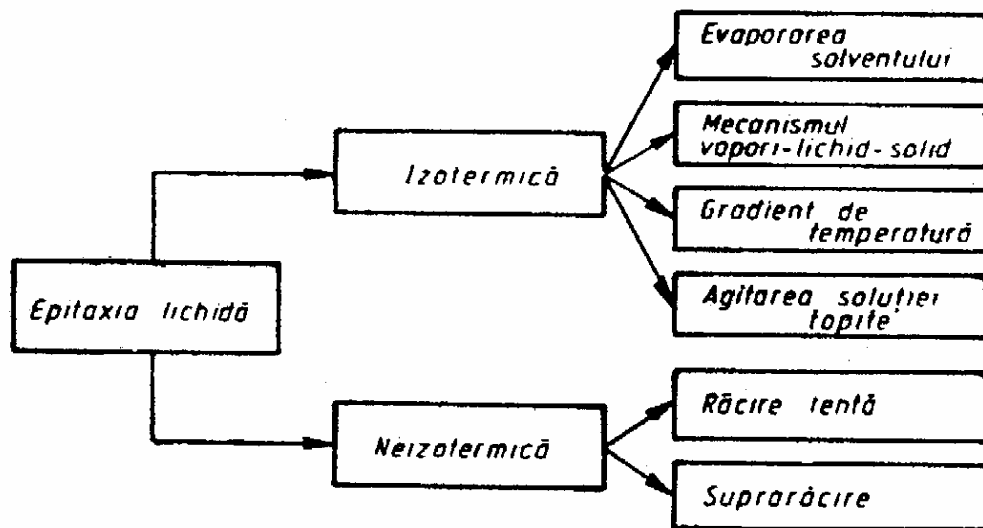 Evaporarea
solventului
Mecanismul
vapori-lichid-solid
Izotermică
Gradient de
temperatură
Epitaxia lichidă
Agitarea soluției
topite
Răcire lentă
Neizotermică
Suprarăcire